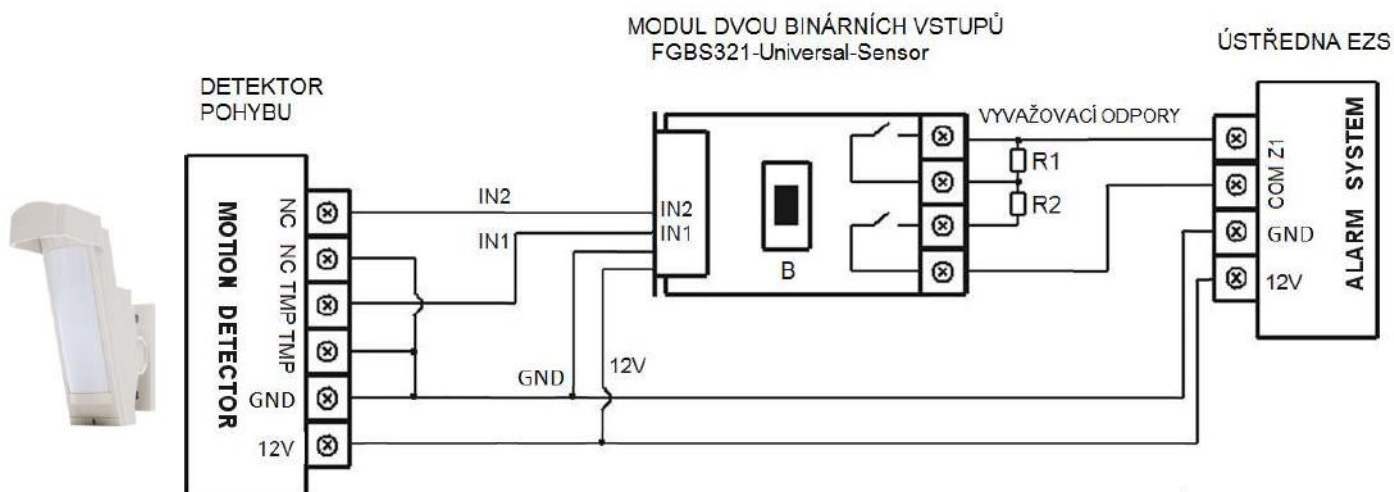 MODUL DVOU BINÁRNÍCH VSTUPŮ
FGBS321-Universal-Sensor
ÚSTŘEDNA EZS
DETEKTOR
POHYBU
VYVAŽOVACÍ ODPORY
MOTION DETECTOR
NC
NC
TMP
TMP
GND
12V
IN2
IN1
IN2
IN1
B
R1
R2
GND
12V
COM Z1
GND
12V
ALARM SYSTEM